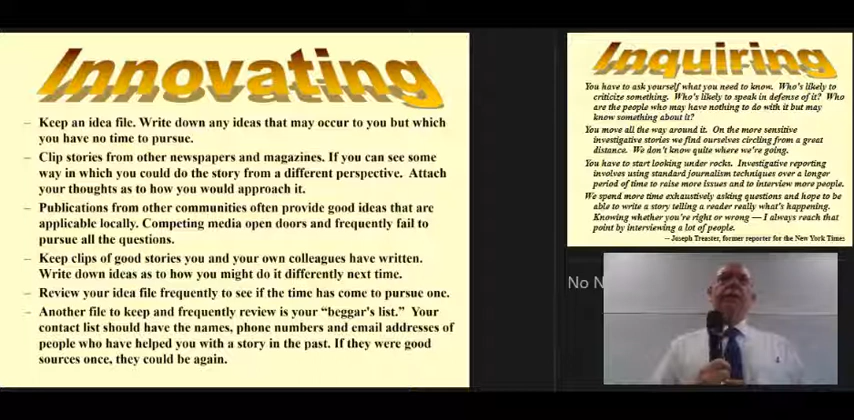 Innovating
– Keep an idea file. Write down any ideas that may occur to you but which
you have no time to pursue.
– Clip stories from other newspapers and magazines. If you can see some
way in which you could do the story from a different perspective. Attach
your thoughts as to how you would approach it.
– Publications from other communities often provide good ideas that are
applicable locally. Competing media open doors and frequently fail to
pursue all the questions.
– Keep clips of good stories you and your own colleagues have written.
Write down ideas as to how you might do it differently next time.
– Review your idea file frequently to see if the time has come to pursue one.
– Another file to keep and frequently review is your “beggar's list.” Your
contact list should have the names, phone numbers and email addresses of
people who have helped you with a story in the past. If they were good
sources once, they could be again.
Inquiring
You have to ask yourself what you need to know. Who's likely to
criticize something. Who's likely to speak in defense of it? Who
are the people who may have nothing to do with it but may
know something about it?
You move all the way around it. On the more sensitive
investigative stories we find ourselves circling from a great
distance. We don't know quite where we're going.
You have to start looking under rocks. Investigative reporting
involves using standard journalism techniques over a longer
period of time to raise more issues and to interview more people.
We spend more time exhaustively asking questions and hope to be
able to write a story telling a reader really what's happening.
Knowing whether you're right or wrong — I always reach that
point by interviewing a lot of people.
-- Joseph Treaster, former reporter for the New York Times
No N